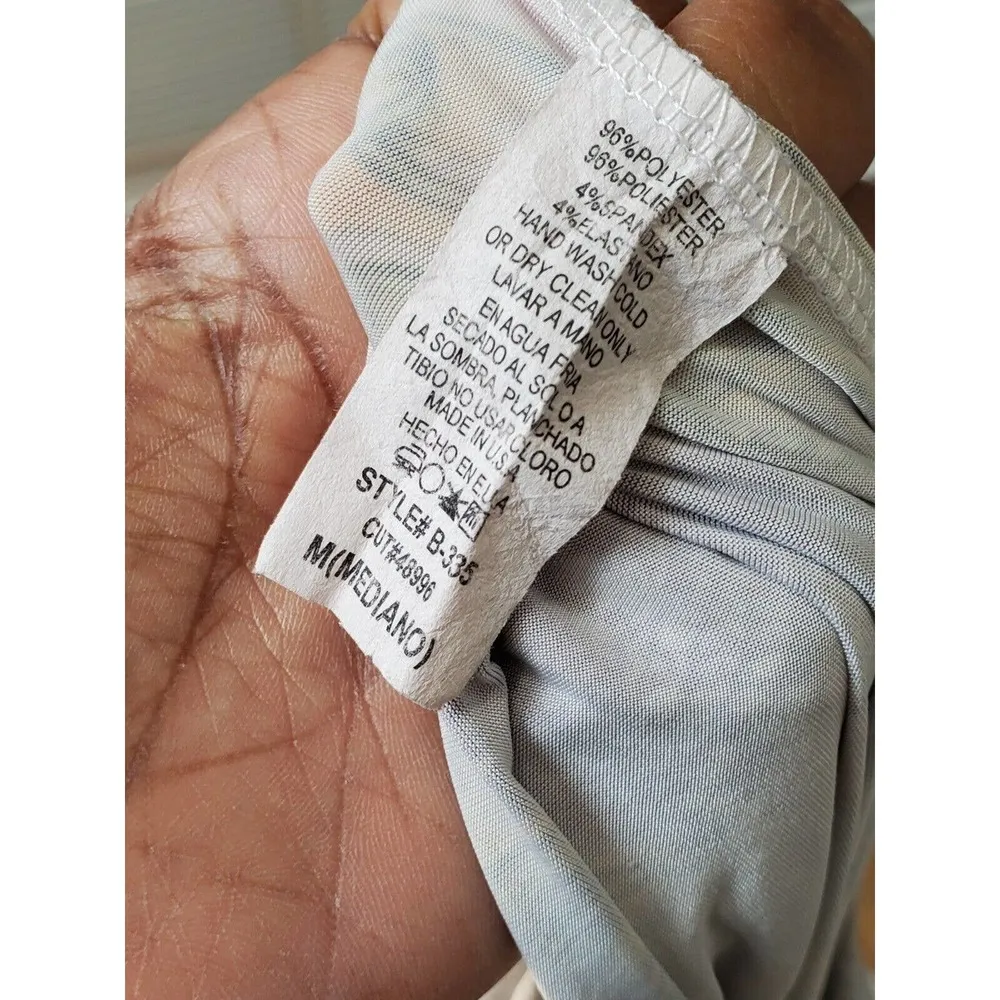 96%POLYESTER
96%POLIESTER
4%SPANDEX
4%ELASTANO
HAND WASH COLD
OR DRY CLEAN ONLY
LAVAR A MANO
EN AGUA FRIA
SECADO AL SOL O A
LA SOMBRA, PLANCHADO
TIBIO NO USAR CLORO
MADE IN U.S.A
HECHO EN E.U.A
STYLE# B-335
CUT#48996
M(MEDIANO)